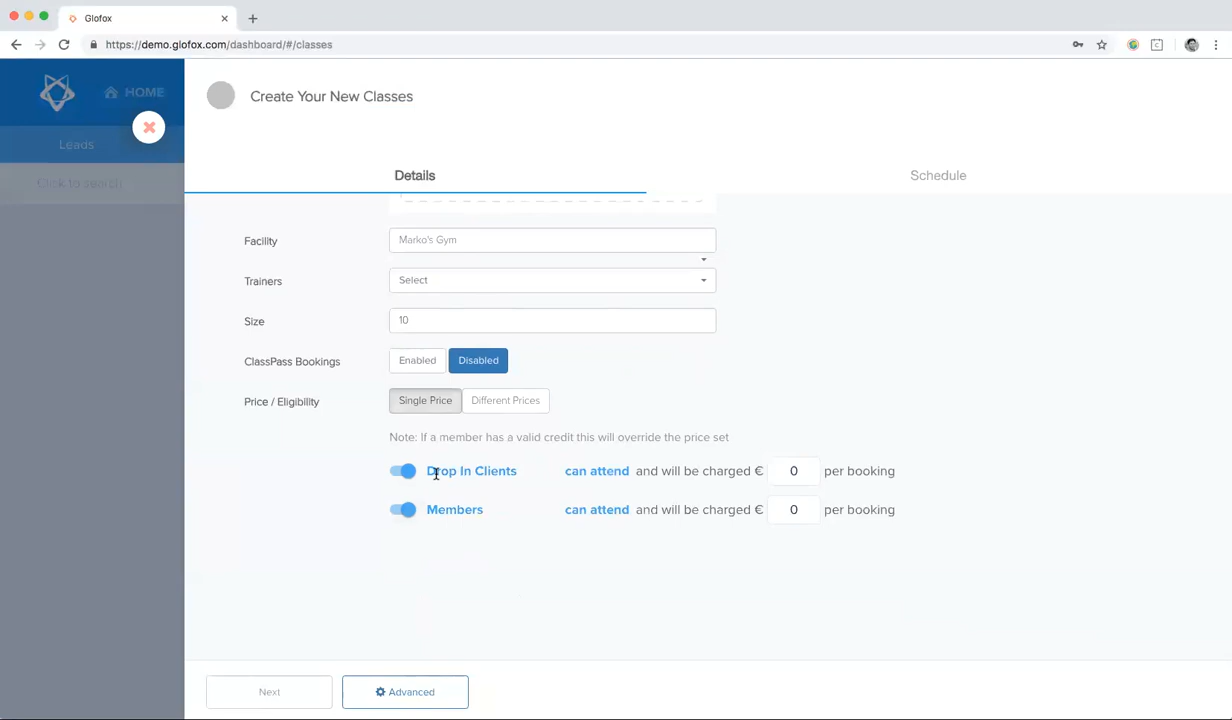 Glofox
https://demo.glofox.com/dashboard/#/classes
HOME
Create Your New Classes
Leads
Click to search
Details
Schedule
Facility
Marko's Gym
Trainers
Select
Size
10
ClassPass Bookings
Enabled
Disabled
Price / Eligibility
Single Price
Different Prices
Note: If a member has a valid credit this will override the price set
Drop In Clients can attend and will be charged € 0 per booking
Members can attend and will be charged € 0 per booking
Next
Advanced